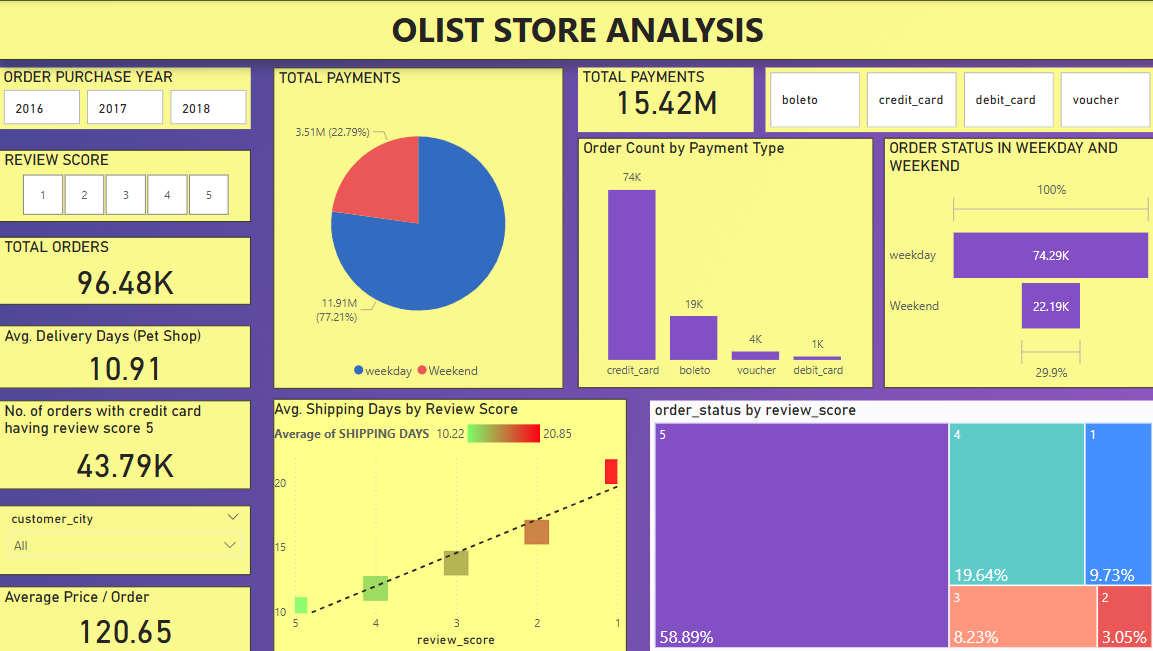 OLIST STORE ANALYSIS
ORDER PURCHASE YEAR
2016
2017
2018
REVIEW SCORE
1
2
3
4
5
TOTAL ORDERS
96.48K
Avg. Delivery Days (Pet Shop)
10.91
No. of orders with credit card
having review score 5
43.79K
customer_city
All
Average Price / Order
120.65
TOTAL PAYMENTS
3.51M (22.79%)
11.91M
(77.21%)
weekday
Weekend
TOTAL PAYMENTS
15.42M
boleto
credit_card
debit_card
voucher
Order Count by Payment Type
74K
19K
4K
1K
credit_card
boleto
voucher
debit_card
ORDER STATUS IN WEEKDAY AND
WEEKEND
100%
weekday
74.29K
Weekend
22.19K
29.9%
Avg. Shipping Days by Review Score
Average of SHIPPING DAYS 10.22 20.85
20
15
10
5
4
3
2
1
review_score
order_status by review_score
5
58.89%
4
19.64%
1
9.73%
3
8.23%
2
3.05%